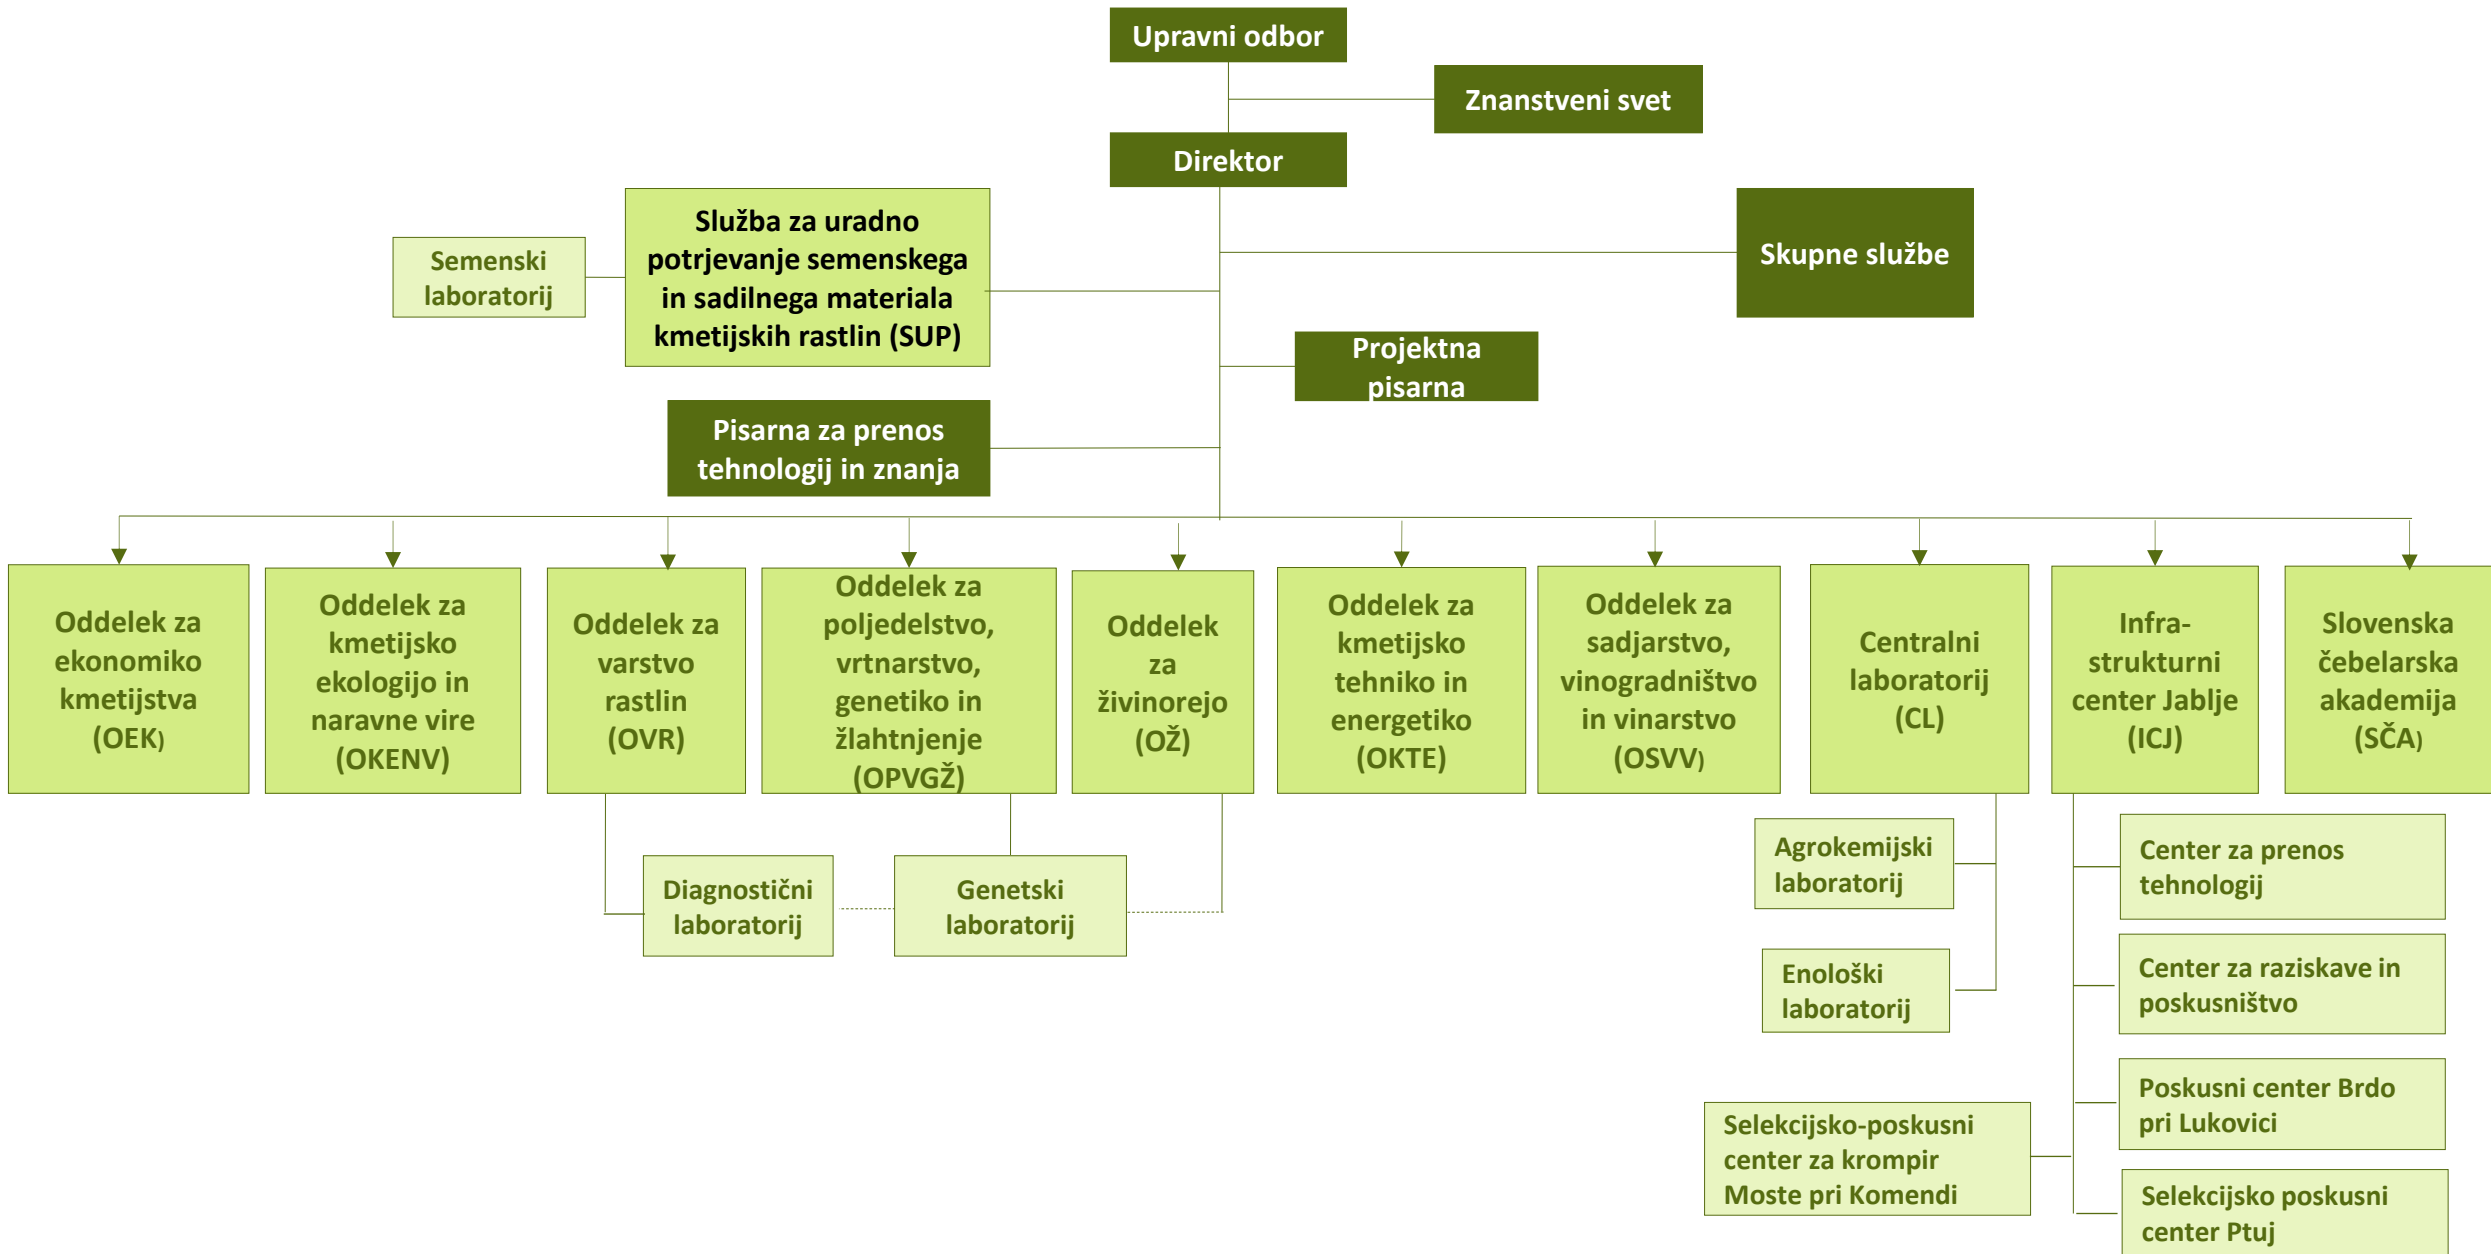 Upravni odbor
Znanstveni svet
Direktor
Služba za uradno
potrjevanje semenskega
in sadilnega materiala
kmetijskih rastlin (SUP)
Semenski
laboratorij
Skupne službe
Projektna
pisarna
Pisarna za prenos
tehnologij in znanja
Oddelek za
ekonomiko
kmetijstva
(OEK)
Oddelek za
kmetijsko
ekologijo in
naravne vire
(OKENV)
Oddelek za
varstvo
rastlin
(OVR)
Oddelek za
poljedelstvo,
vrtnarstvo,
genetiko in
žlahtnjenje
(OPVGŽ)
Oddelek
za
živinorejo
(OŽ)
Oddelek za
kmetijsko
tehniko in
energetiko
(OKTE)
Oddelek za
sadjarstvo,
vinogradništvo
in vinarstvo
(OSVV)
Centralni
laboratorij
(CL)
Infra-
strukturni
center Jablje
(ICJ)
Slovenska
čebelarska
akademija
(SČA)
Diagnostični
laboratorij
Genetski
laboratorij
Agrokemijski
laboratorij
Enološki
laboratorij
Center za prenos
tehnologij
Center za raziskave in
poskusništvo
Poskusni center Brdo
pri Lukovici
Selekcijsko-poskusni
center za krompir
Moste pri Komendi
Selekcijsko poskusni
center Ptuj